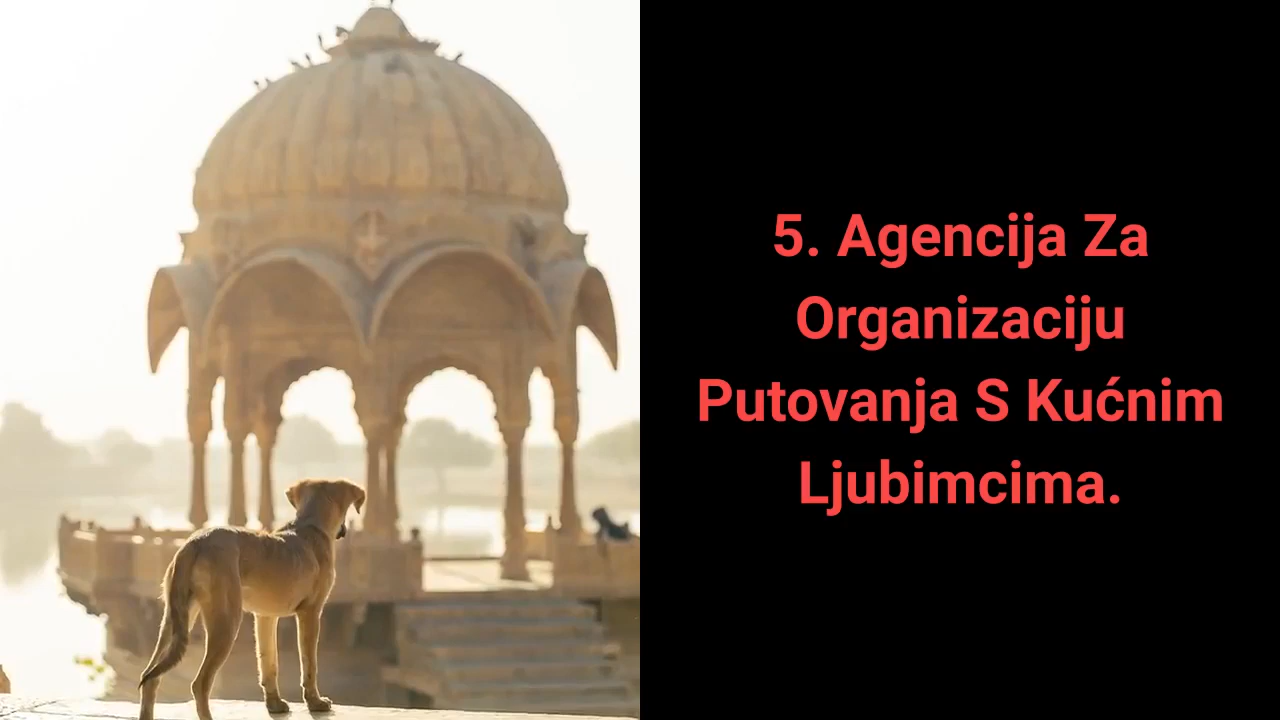 5. Agencija Za
Organizaciju
Putovanja S Kućnim
Ljubimcima.